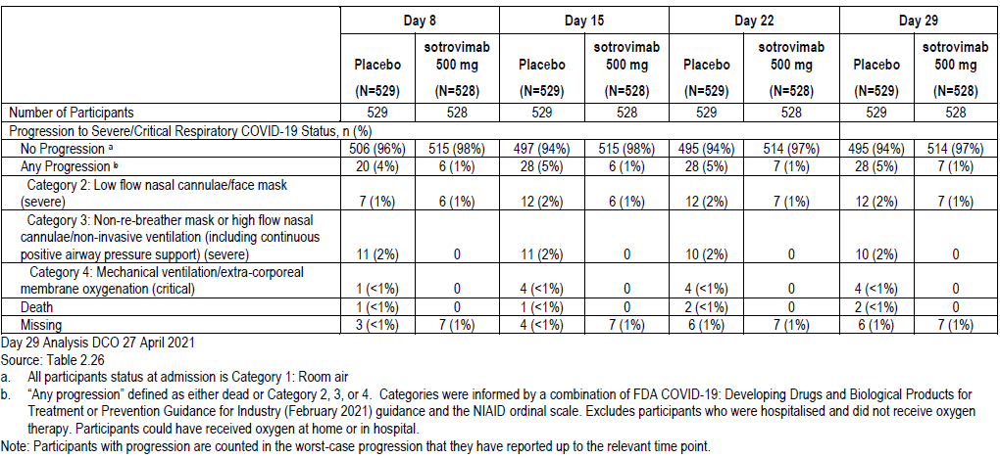 Day 8 Day 15 Day 22 Day 29
Placebo (N=529) sotrovimab 500 mg (N=528) Placebo (N=529) sotrovimab 500 mg (N=528) Placebo (N=529) sotrovimab 500 mg (N=528) Placebo (N=529) sotrovimab 500 mg (N=528)
Number of Participants 529 528 529 528 529 528 529 528
Progression to Severe/Critical Respiratory COVID-19 Status, n (%)
No Progression a 506 (96%) 515 (98%) 497 (94%) 515 (98%) 495 (94%) 514 (97%) 495 (94%) 514 (97%)
Any Progression b 20 (4%) 6 (1%) 28 (5%) 6 (1%) 28 (5%) 7 (1%) 28 (5%) 7 (1%)
Category 2: Low flow nasal cannulae/face mask
(severe) 7 (1%) 6 (1%) 12 (2%) 6 (1%) 12 (2%) 7 (1%) 12 (2%) 7 (1%)
Category 3: Non-re-breather mask or high flow nasal
cannulae/non-invasive ventilation (including continuous
positive airway pressure support) (severe) 11 (2%) 0 11 (2%) 0 10 (2%) 0 10 (2%) 0
Category 4: Mechanical ventilation/extra-corporeal
membrane oxygenation (critical) 1 (<1%) 0 4 (<1%) 0 4 (<1%) 0 4 (<1%) 0
Death 1 (<1%) 0 1 (<1%) 0 2 (<1%) 0 2 (<1%) 0
Missing 3 (<1%) 7 (1%) 4 (<1%) 7 (1%) 6 (1%) 7 (1%) 6 (1%) 7 (1%)
Day 29 Analysis DCO 27 April 2021
Source: Table 2.26
a. All participants status at admission is Category 1: Room air
b. “Any progression” defined as either dead or Category 2, 3, or 4. Categories were informed by a combination of FDA COVID-19: Developing Drugs and Biological Products for
Treatment or Prevention Guidance for Industry (February 2021) guidance and the NIAID ordinal scale. Excludes participants who were hospitalised and did not receive oxygen
therapy. Participants could have received oxygen at home or in hospital.
Note: Participants with progression are counted in the worst-case progression that they have reported up to the relevant time point.